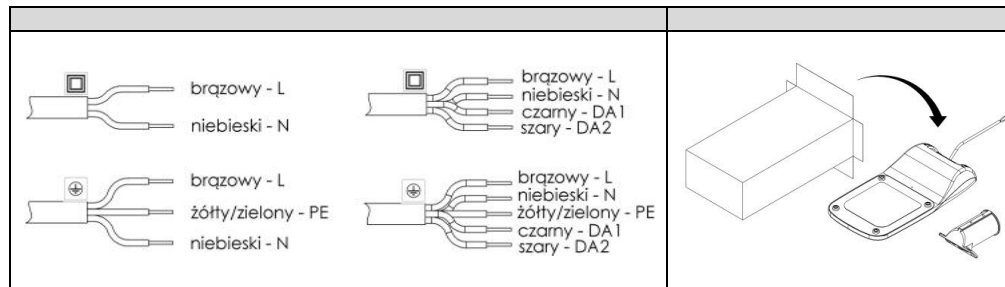 brązowy - L
niebieski - N
brązowy - L
niebieski - N
czarny - DA1
szary - DA2
brązowy - L
żółty/zielony - PE
niebieski - N
brązowy - L
niebieski - N
żółty/zielony - PE
czarny - DA1
szary - DA2